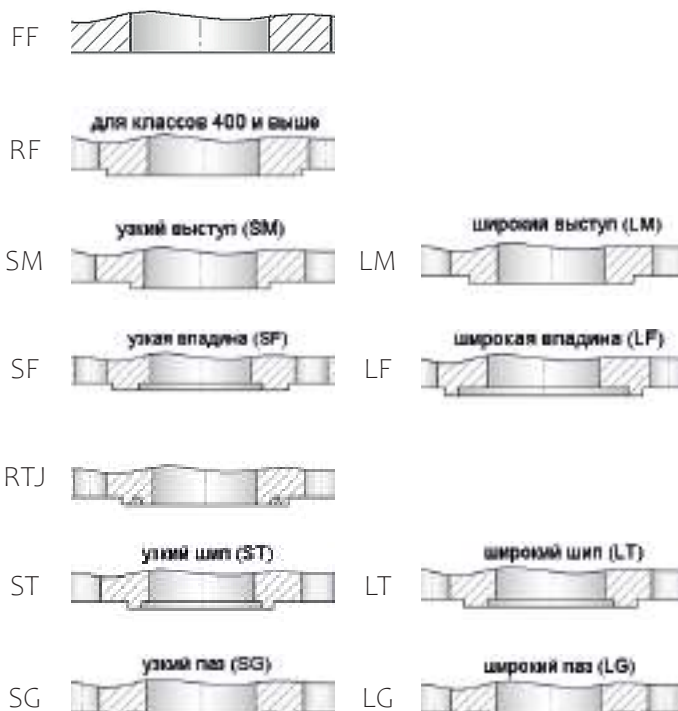 FF
для классов 400 и выше
RF
узкий выступ (SM)
широкий выступ (LM)
SM
LM
узкая впадина (SF)
широкая впадина (LF)
SF
LF
RTJ
узкий шип (ST)
широкий шип (LT)
ST
LT
узкий паз (SG)
широкий паз (LG)
SG
LG